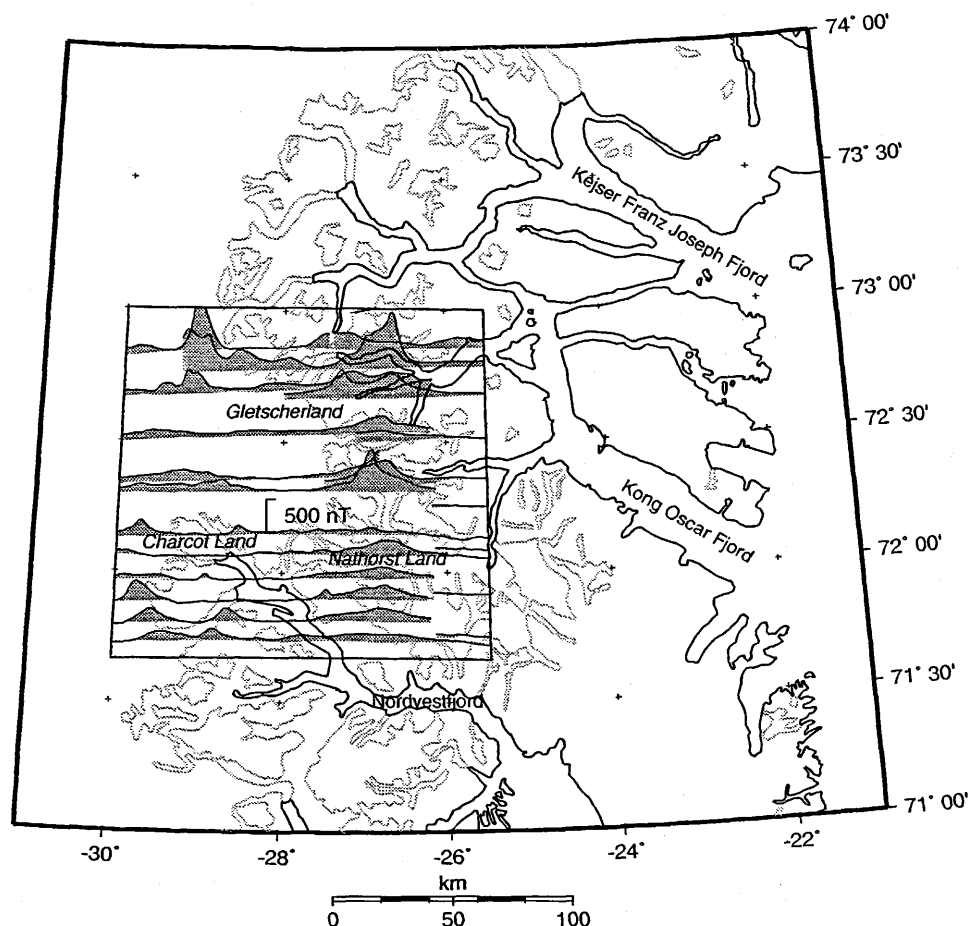 74° 00'
73° 30'
Kejser Franz Joseph Fjord
73° 00'
Gletscherland
72° 30'
500 nT
Kong Oscar Fjord
Charcot Land
Nathorst Land
72° 00'
71° 30'
Nordvestfjord
71° 00'
-30°
-28°
-26°
-24°
-22°
km
0
50
100